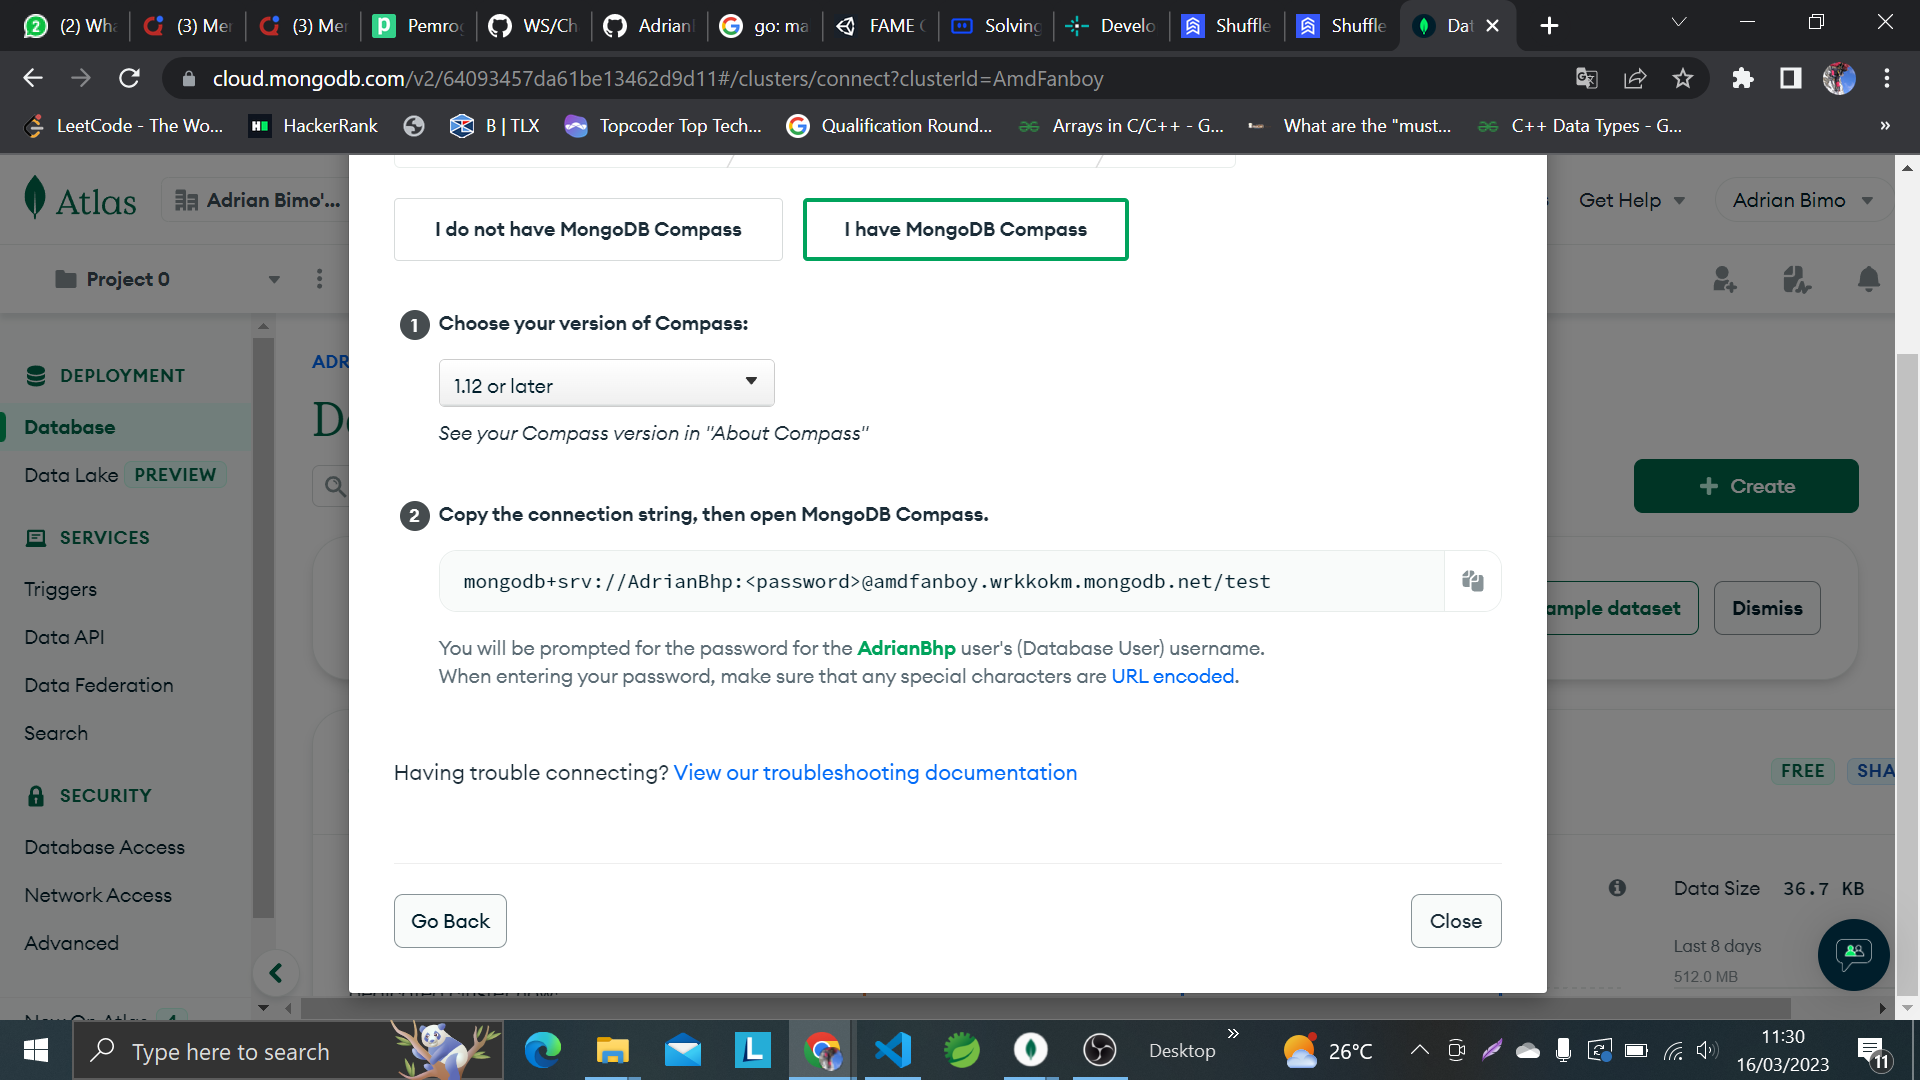 (2) Wha
(3) Mer
(3) Mer
Pemrog
WS/Ch
Adrian
go: ma
FAME
Solving
Develo
Shuffle
Shuffle
Dat
cloud.mongodb.com/v2/64093457da61be13462d9d11#/clusters/connect?clusterId=AmdFanboy
LeetCode - The Wo...
HackerRank
B | TLX
Topcoder Top Tech...
Qualification Round...
Arrays in C/C++ - G...
What are the "must...
C++ Data Types - G...
»
Atlas
Adrian Bimo'...
Get Help
Adrian Bimo
Project 0
I do not have MongoDB Compass
I have MongoDB Compass
DEPLOYMENT
Database
Data Lake PREVIEW
SERVICES
Triggers
Data API
Data Federation
Search
SECURITY
Database Access
Network Access
Advanced
New On Atlas 4
ADR
1 Choose your version of Compass:
1.12 or later
See your Compass version in "About Compass"
2 Copy the connection string, then open MongoDB Compass.
mongodb+srv://AdrianBhp:<password>@amdfanboy.wrkkokm.mongodb.net/test
You will be prompted for the password for the AdrianBhp user's (Database User) username.
When entering your password, make sure that any special characters are URL encoded.
Having trouble connecting? View our troubleshooting documentation
Go Back
Close
+ Create
ample dataset
Dismiss
FREE
SHA
Data Size 36.7 KB
Last 8 days
512.0 MB
Type here to search
L
Desktop
»
26°C
11:30
16/03/2023
11